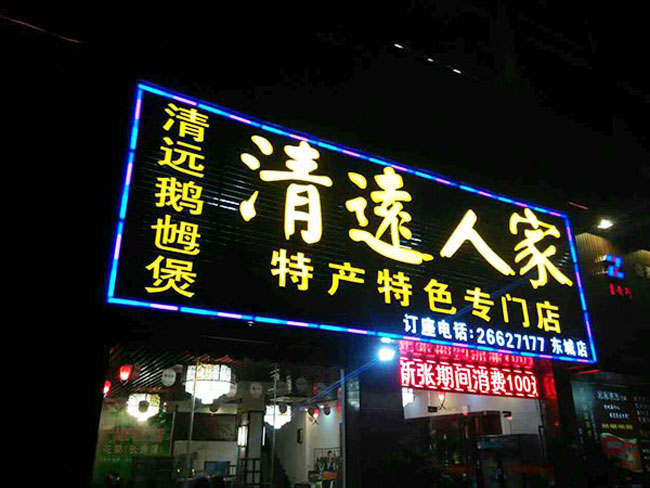 清远鹅乸煲
清遠人家
特产特色专门店
订座电话:26627177 东城店
新张期间消费100